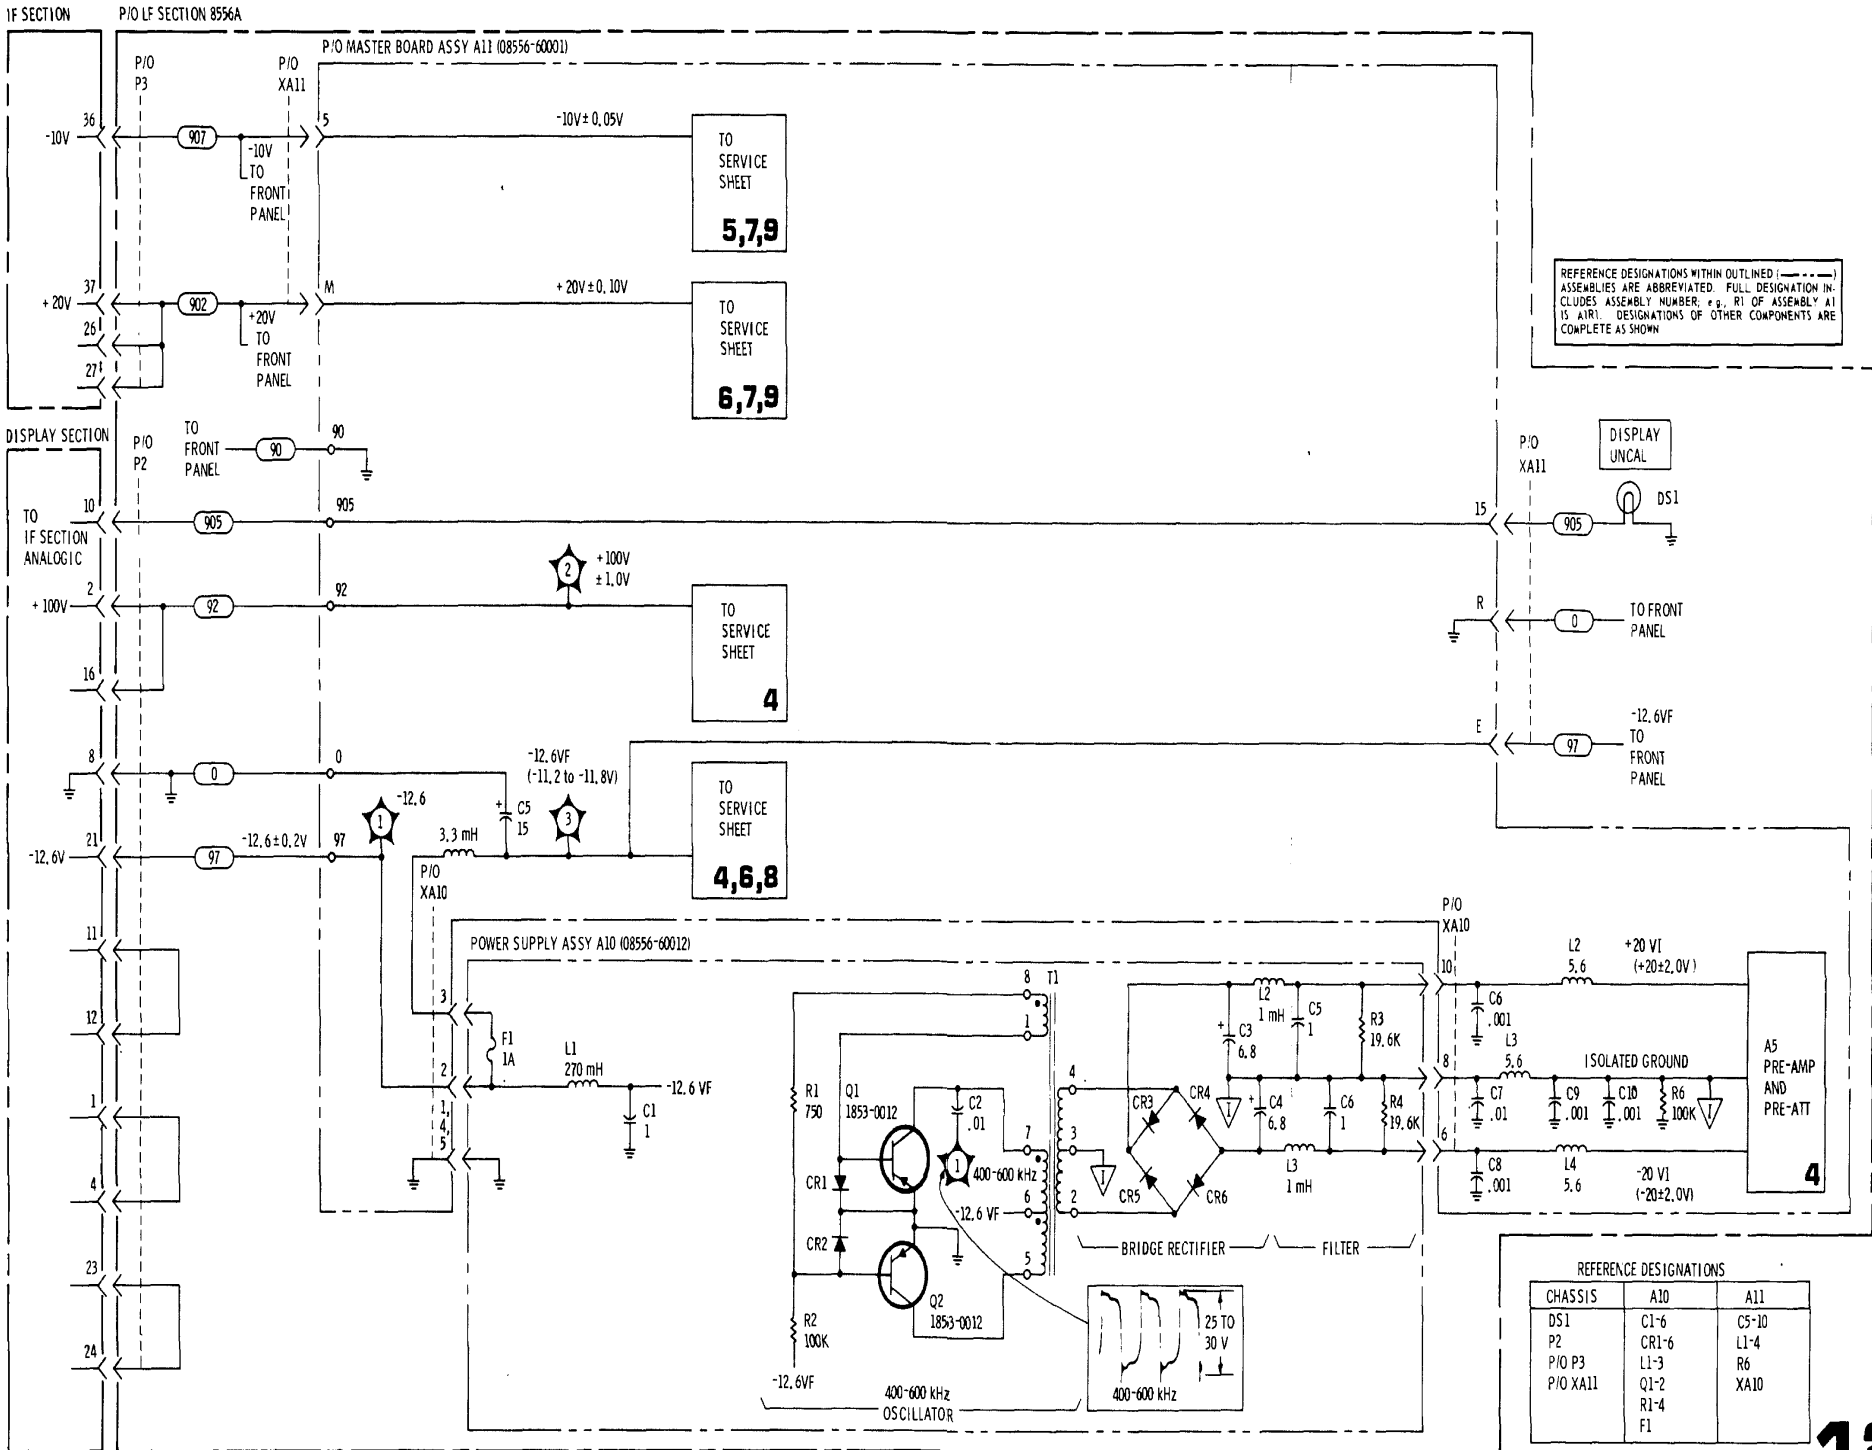 IF SECTION
P/O LF SECTION 8556A
P/O MASTER BOARD ASSY A11 (08556-60001)
P/O
P3
P/O
XA11
36
-10V
907
-10V
TO
FRONT
PANEL
5
-10V± 0.05V
TO
SERVICE
SHEET
5,7,9
37
+ 20V
902
+20V
TO
FRONT
PANEL
26
27
M
+ 20V± 0.10V
TO
SERVICE
SHEET
6,7,9
REFERENCE DESIGNATIONS WITHIN OUTLINED (—--—)
ASSEMBLIES ARE ABBREVIATED. FULL DESIGNATION IN-
CLUDES ASSEMBLY NUMBER; e.g., R1 OF ASSEMBLY A1
IS A1R1. DESIGNATIONS OF OTHER COMPONENTS ARE
COMPLETE AS SHOWN
DISPLAY SECTION
P/O
P2
TO
FRONT
PANEL
90
90
TO
IF SECTION
ANALOGIC
10
905
905
15
P/O
XA11
905
DISPLAY
UNCAL
DS1
2
+ 100V
92
92
2
+100V
± 1.0V
TO
SERVICE
SHEET
4
16
R
0
TO FRONT
PANEL
E
97
-12.6VF
TO
FRONT
PANEL
8
0
0
+
C5
15
-12.6VF
(-11.2 to -11.8V)
3
TO
SERVICE
SHEET
4,6,8
21
-12.6V
97
-12.6±0.2V
97
1
-12.6
3.3 mH
P/O
XA10
11
12
1
4
23
24
POWER SUPPLY ASSY A10 (08556-60012)
3
2
1,
4,
5
F1
1A
L1
270 mH
C1
1
-12.6 VF
R1
750
R2
100K
-12.6VF
Q1
1853-0012
CR1
CR2
Q2
1853-0012
C2
.01
1
400-600 kHz
-12.6 VF
8
T1
1
7
6
5
4
3
2
I
400-600 kHz
OSCILLATOR
25 TO
30 V
400-600 kHz
CR3
CR4
CR5
CR6
BRIDGE RECTIFIER
FILTER
+
C3
6.8
L2
1 mH
C5
1
R3
19.6K
I
+
C4
6.8
C6
1
R4
19.6K
L3
1 mH
P/O
XA10
10
8
6
C6
.001
L2
5.6
+20 VI
(+20±2.0V)
L3
5.6
ISOLATED GROUND
C7
.01
C9
.001
C10
.001
R6
100K
I
C8
.001
L4
5.6
-20 VI
(-20±2.0V)
A5
PRE-AMP
AND
PRE-ATT
4
REFERENCE DESIGNATIONS
CHASSIS A10 A11
DS1 C1-6 C5-10
P2 CR1-6 L1-4
P/O P3 L1-3 R6
P/O XA11 Q1-2 XA10
R1-4
F1